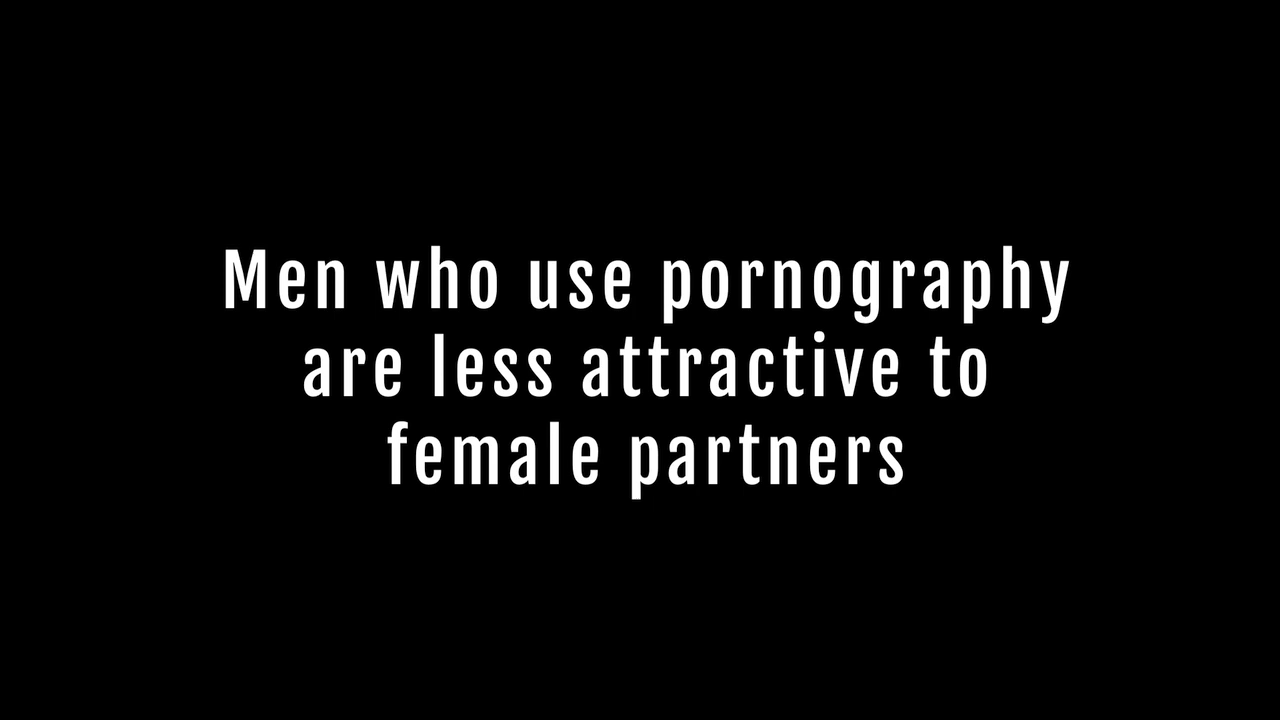 Men who use pornography
are less attractive to
female partners